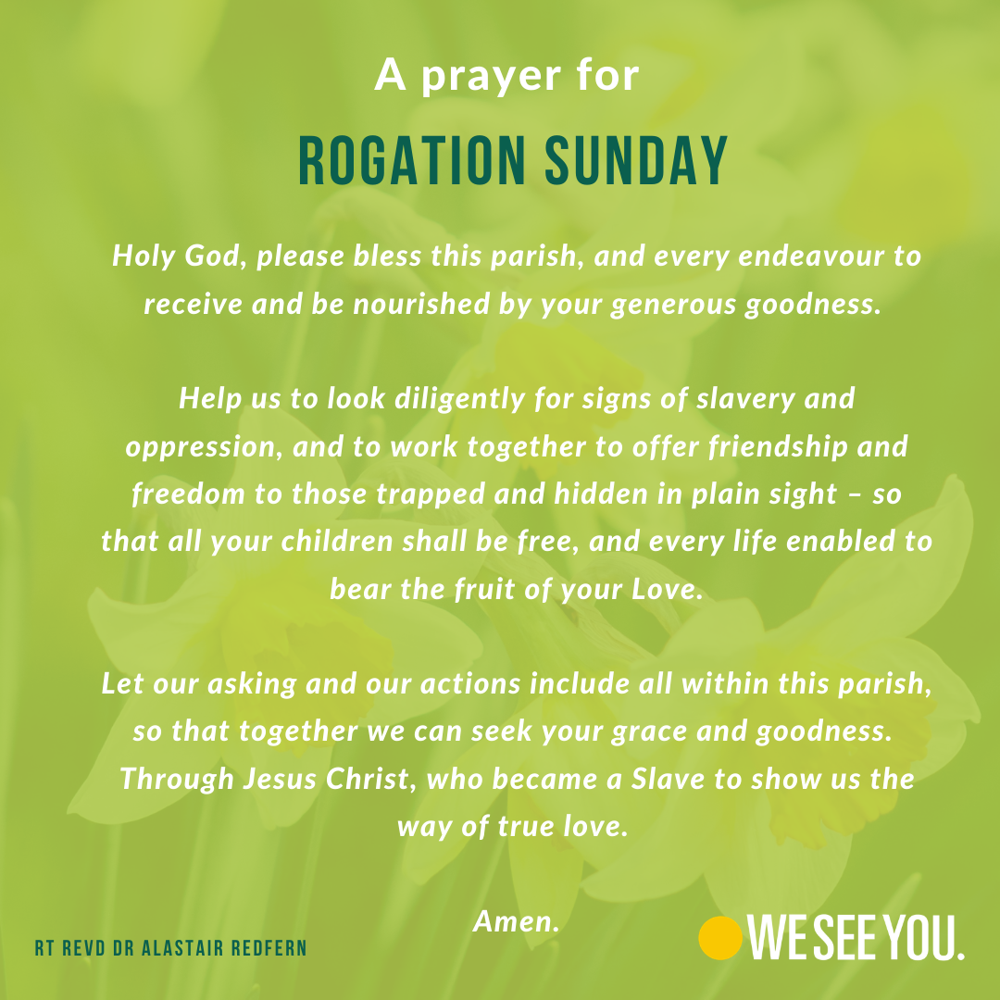 A prayer for
ROGATION SUNDAY
Holy God, please bless this parish, and every endeavour to
receive and be nourished by your generous goodness.
Help us to look diligently for signs of slavery and
oppression, and to work together to offer friendship and
freedom to those trapped and hidden in plain sight – so
that all your children shall be free, and every life enabled to
bear the fruit of your Love.
Let our asking and our actions include all within this parish,
so that together we can seek your grace and goodness.
Through Jesus Christ, who became a Slave to show us the
way of true love.
Amen.
RT REVD DR ALASTAIR REDFERN
WE SEE YOU.